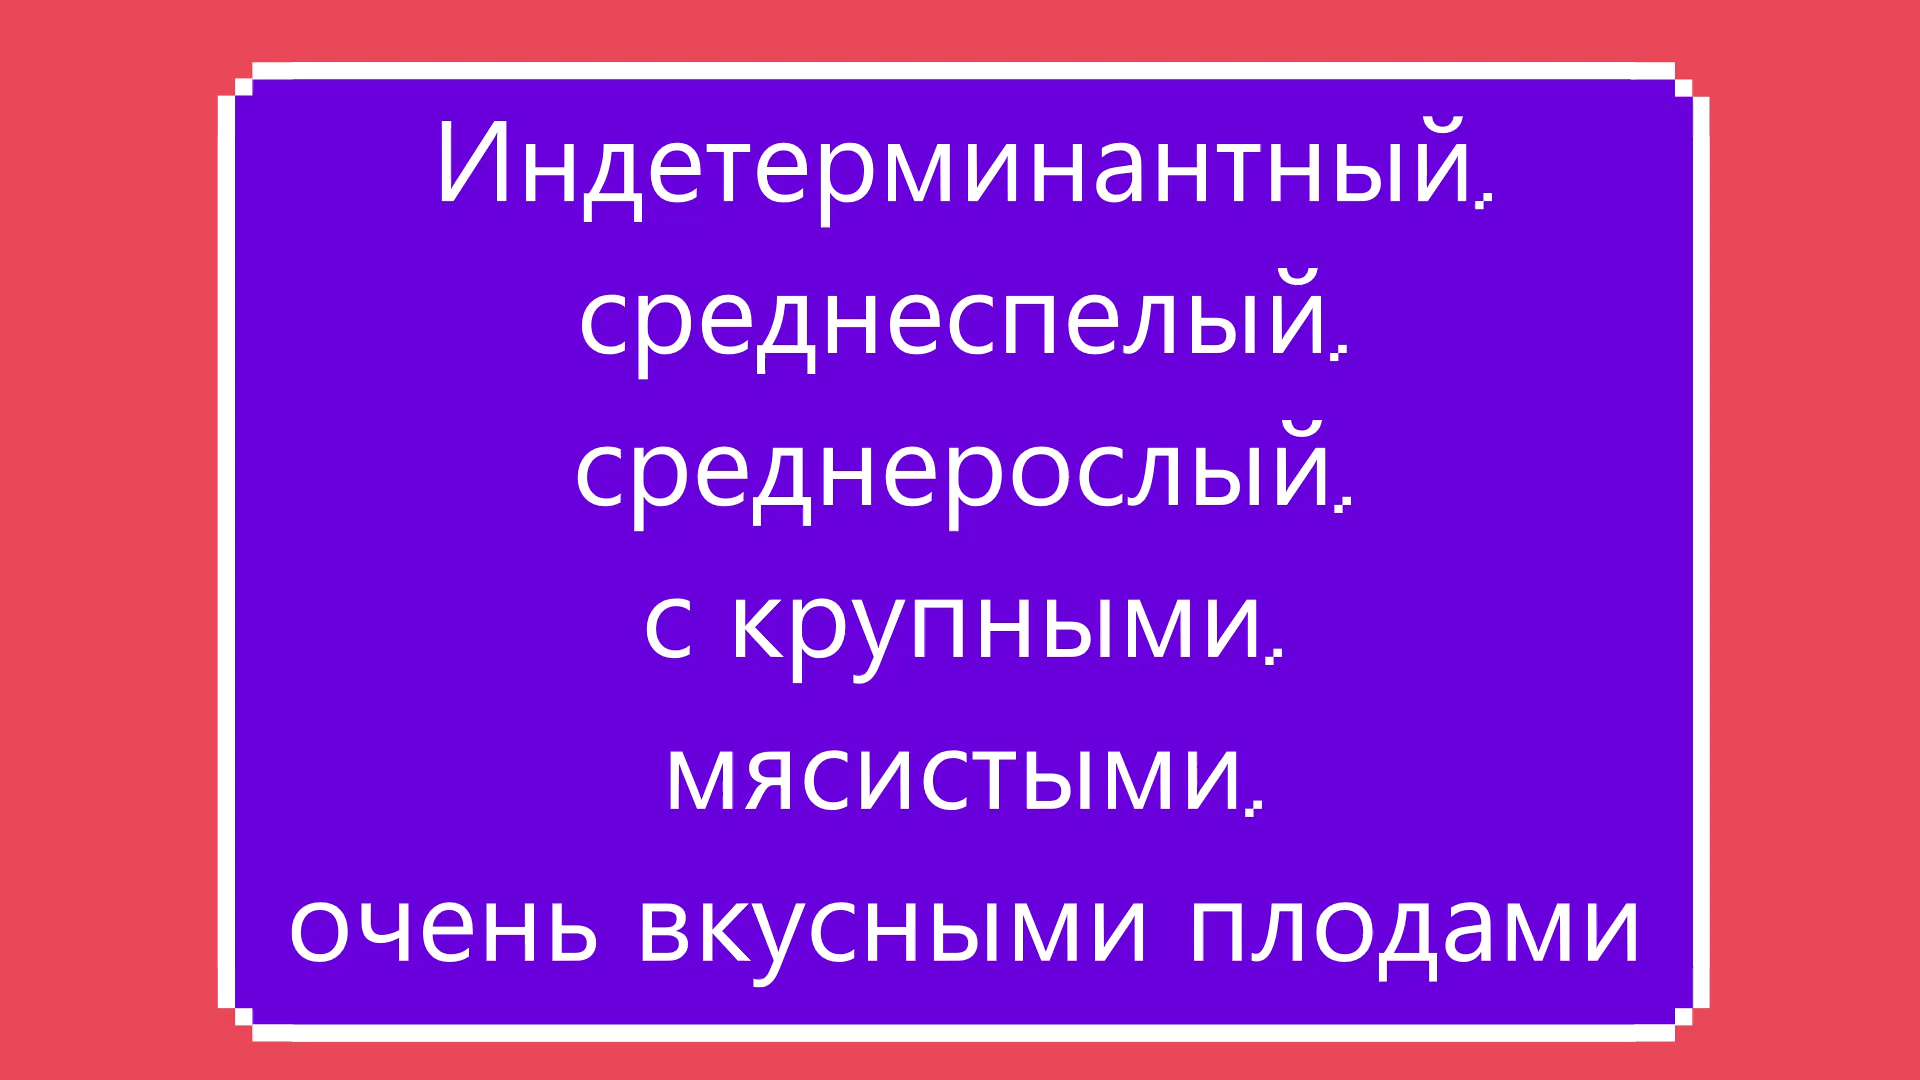 Индетерминантный,
среднеспелый,
среднерослый,
с крупными,
мясистыми,
очень вкусными плодами